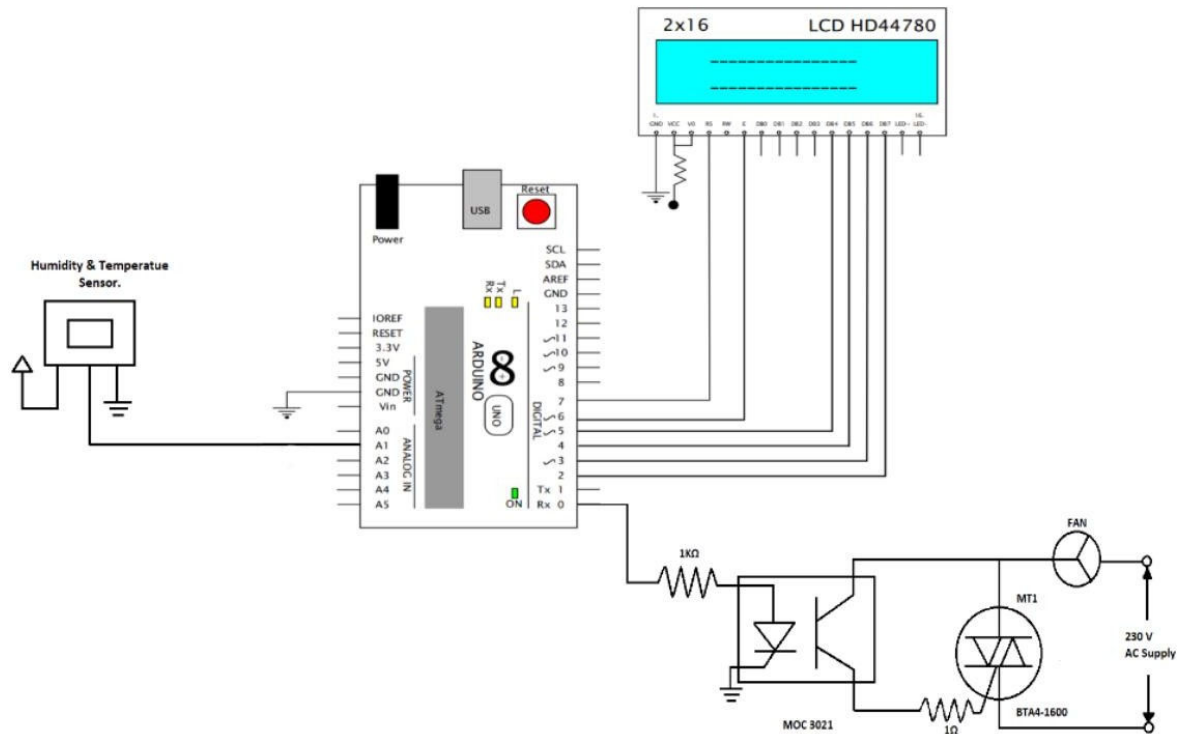 2x16 LCD HD44780
1.. 16..
GND VCC V0 RS RW E DB0 DB1 DB2 DB3 DB4 DB5 DB6 DB7 LED+ LED-
Reset
USB
Power
Humidity & Temperatue
Sensor.
SCL
SDA
AREF
GND
13
12
11
10
9
8
7
6
5
4
3
2
Tx 1
Rx 0
DIGITAL
Rx Tx L
ARDUINO
UNO
ATmega
ON
IOREF
RESET
3.3V
5V
GND
GND
Vin
POWER
A0
A1
A2
A3
A4
A5
ANALOG IN
1KΩ
MOC 3021
1Ω
FAN
MT1
BTA4-1600
230 V
AC Supply